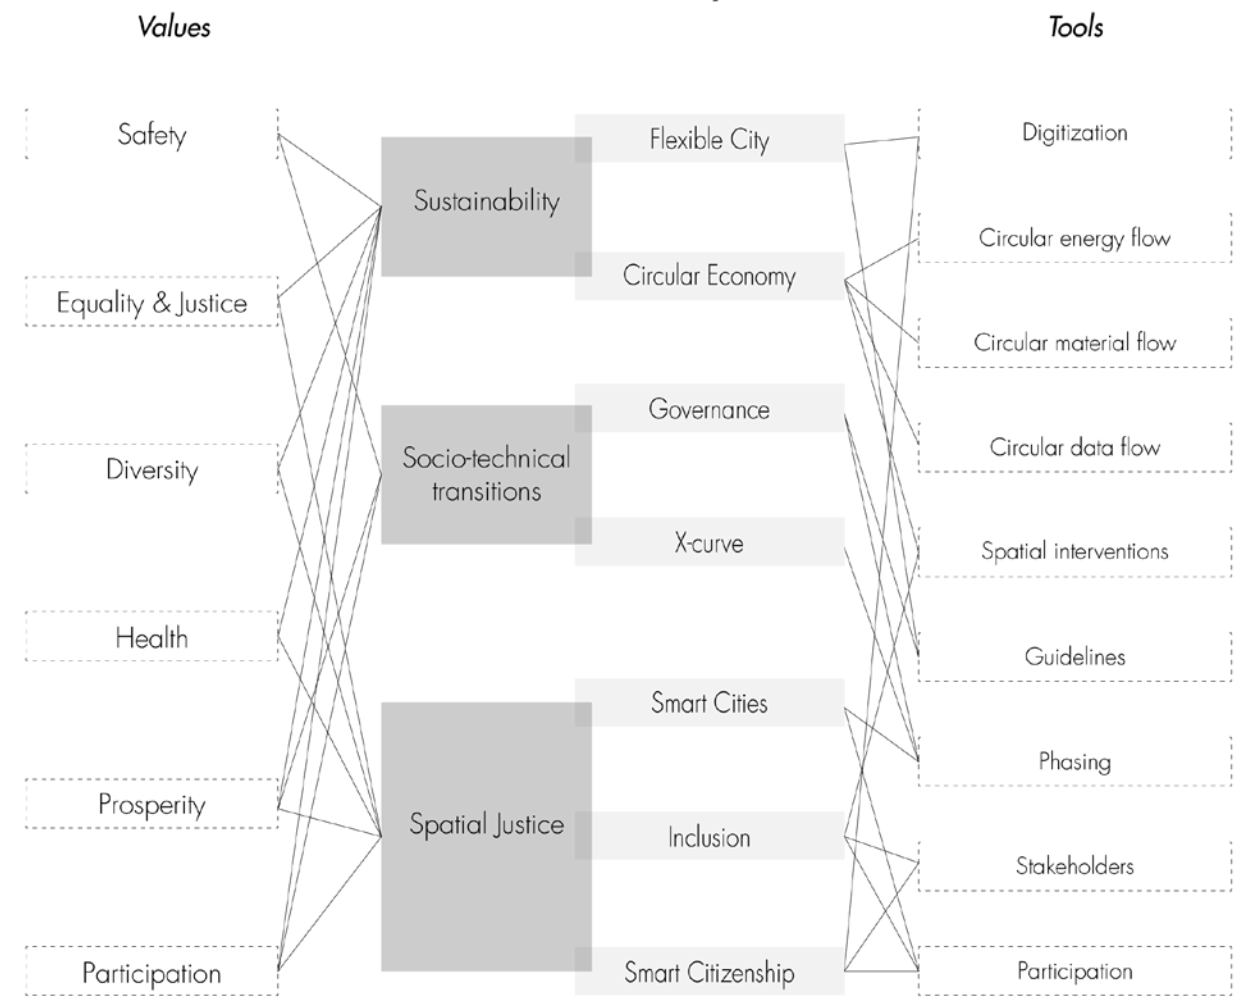 Values
Tools
Safety
Equality & Justice
Diversity
Health
Prosperity
Participation
Sustainability
Socio-technical
transitions
Spatial Justice
Flexible City
Circular Economy
Governance
X-curve
Smart Cities
Inclusion
Smart Citizenship
Digitization
Circular energy flow
Circular material flow
Circular data flow
Spatial interventions
Guidelines
Phasing
Stakeholders
Participation